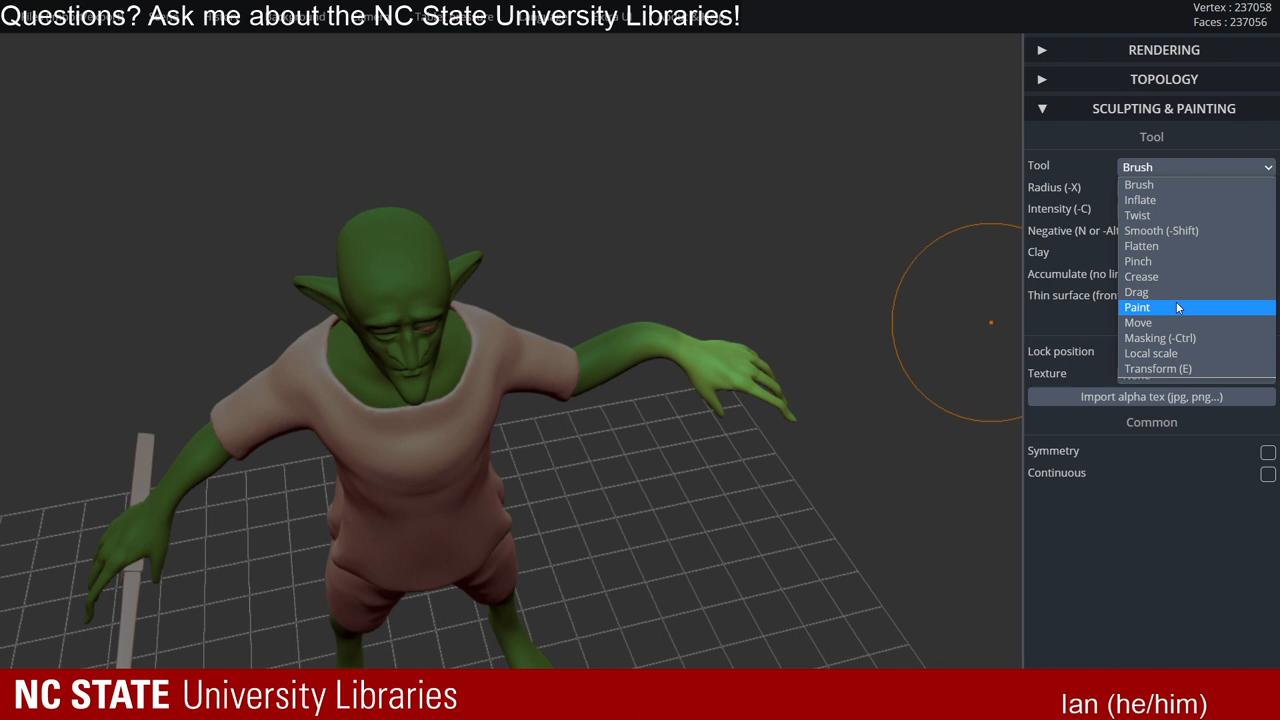 Questions? Ask me about the NC State University Libraries!
Vertex : 237058
Faces : 237056
RENDERING
TOPOLOGY
SCULPTING & PAINTING
Tool
Tool
Brush
Radius (-X)
Brush
Inflate
Intensity (-C)
Twist
Negative (N or -Alt
Smooth (-Shift)
Flatten
Clay
Pinch
Accumulate (no lin
Crease
Drag
Thin surface (front
Paint
Move
Masking (-Ctrl)
Lock position
Local scale
Texture
Transform (E)
Import alpha tex (jpg, png...)
Common
Symmetry
Continuous
NC STATE University Libraries
Ian (he/him)